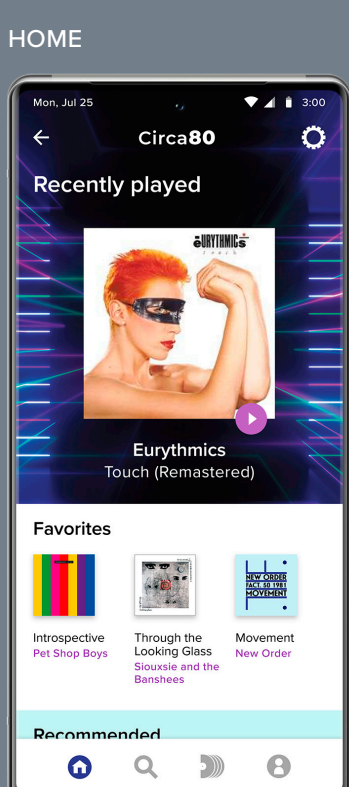 HOME
Mon, Jul 25
3:00
Circa80
Recently played
EURYTHMICS
touch
Eurythmics
Touch (Remastered)
Favorites
NEW ORDER
FACT. 50 1981
MOVEMENT
Introspective
Pet Shop Boys
Through the
Looking Glass
Siouxsie and the
Banshees
Movement
New Order
Recommended